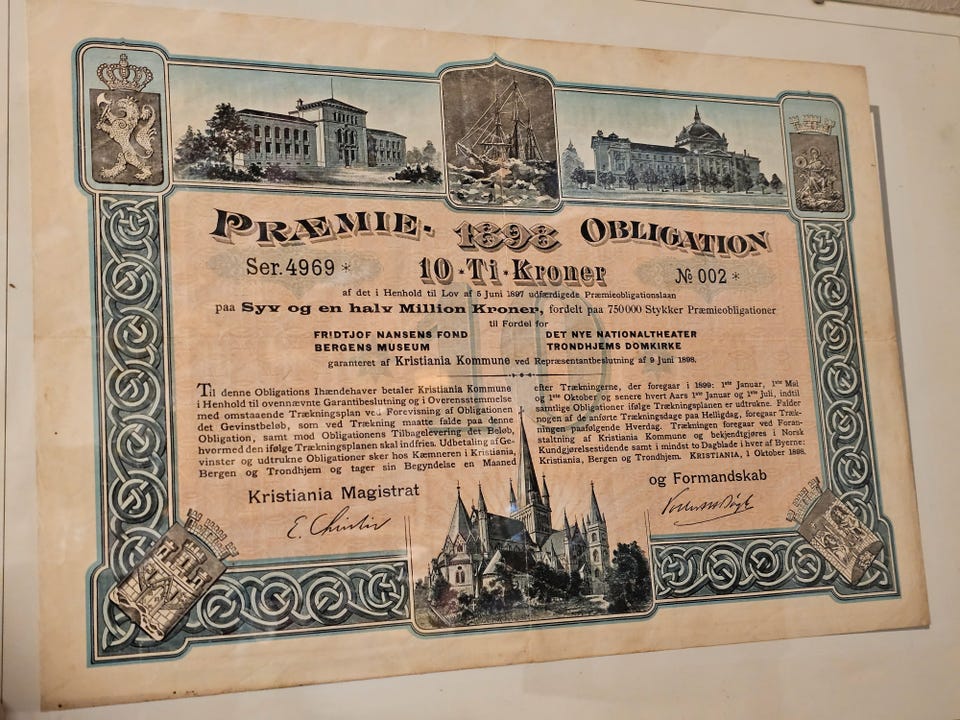 PRÆMIE- 1898 OBLIGATION
Ser. 4969 * 10·Ti·Kroner № 002 *
af det i Henhold til Lov af 5 Juni 1897 udfærdigede Præmieobligationslaan
paa Syv og en halv Million Kroner, fordelt paa 750000 Stykker Præmieobligationer
til Fordel for
FRIDTJOF NANSENS FOND DET NYE NATIONALTHEATER
BERGENS MUSEUM TRONDHJEMS DOMKIRKE
garanteret af Kristiania Kommune ved Repræsentantbeslutning af 9 Juni 1898.
Til denne Obligations Ihændehaver betaler Kristiania Kommune
i Henhold til ovennævnte Garantibeslutning og i Overensstemmelse
med omstaaende Trækningsplan ved Forevisning af Obligationen
det Gevinstbeløb, som ved Trækning maatte falde paa denne
Obligation, samt mod Obligationens Tilbagelevering det Beløb,
hvormed den ifølge Trækningsplanen skal indfries. Udbetaling af Ge-
vinster og udtrukne Obligationer sker hos Kæmneren i Kristiania,
Bergen og Trondhjem og tager sin Begyndelse en Maaned
efter Trækningerne, der foregaar i 1899: 1ste Januar, 1ste Mai
og 1ste Oktober og senere hvert Aars 1ste Januar og 1ste Juli, indtil
samtlige Obligationer ifølge Trækningsplanen er udtrukne. Falder
nogen af de anførte Trækningsdage paa Helligdag, foregaar Træk-
ningen paafølgende Hverdag. Trækningen foregaar ved Foran-
staltning af Kristiania Kommune og bekjendtgjøres i Norsk
Kundgjørelsestidende samt i mindst to Dagblade i hver af Byerne:
Kristiania, Bergen og Trondhjem. KRISTIANIA, 1 Oktober 1898.
Kristiania Magistrat
og Formandskab